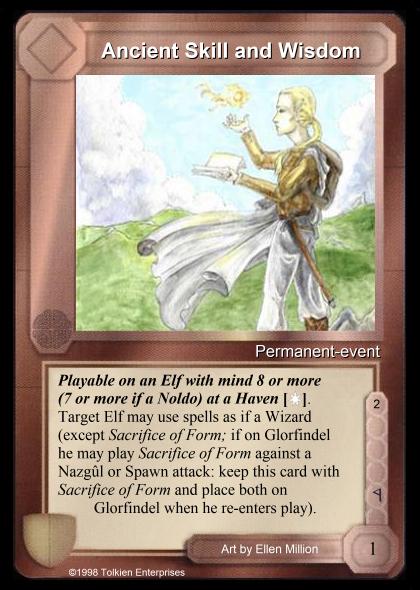 Ancient Skill and Wisdom
Permanent-event
Playable on an Elf with mind 8 or more
(7 or more if a Noldo) at a Haven [☀].
Target Elf may use spells as if a Wizard
(except Sacrifice of Form; if on Glorfindel
he may play Sacrifice of Form against a
Nazgûl or Spawn attack: keep this card with
Sacrifice of Form and place both on
Glorfindel when he re-enters play).
2
Art by Ellen Million
1
©1998 Tolkien Enterprises